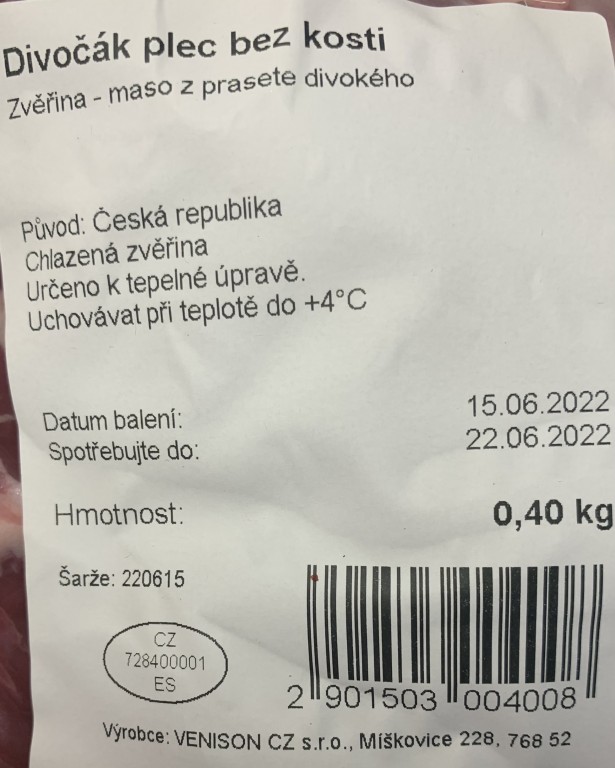 Divočák plec bez kosti
Zvěřina - maso z prasete divokého
Původ: Česká republika
Chlazená zvěřina
Určeno k tepelné úpravě.
Uchovávat při teplotě do +4°C
Datum balení: 15.06.2022
Spotřebujte do: 22.06.2022
Hmotnost: 0,40 kg
Šarže: 220615
CZ
728400001
ES
2 901503 004008
Výrobce: VENISON CZ s.r.o., Míškovice 228, 768 52